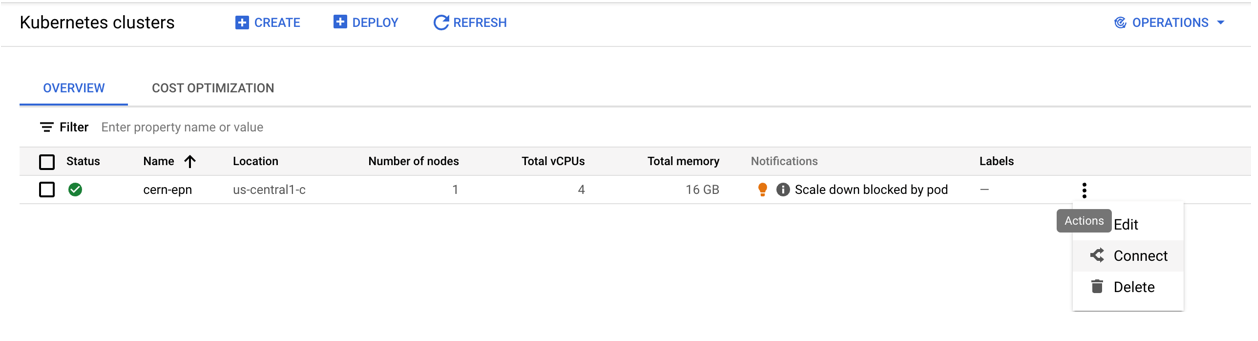 Kubernetes clusters CREATE DEPLOY REFRESH OPERATIONS
OVERVIEW COST OPTIMIZATION
Filter Enter property name or value
Status Name Location Number of nodes Total vCPUs Total memory Notifications Labels
cern-epn us-central1-c 1 4 16 GB Scale down blocked by pod —
Actions Edit
Connect
Delete